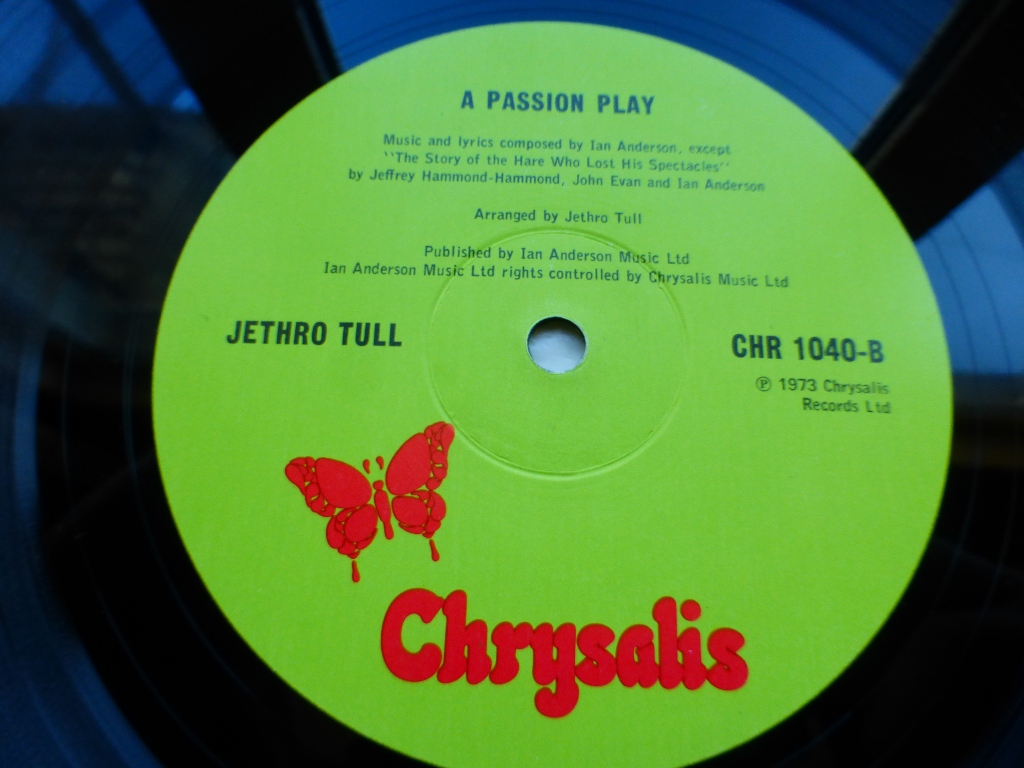 A PASSION PLAY
Music and lyrics composed by Ian Anderson, except
"The Story of the Hare Who Lost His Spectacles"
by Jeffrey Hammond-Hammond, John Evan and Ian Anderson
Arranged by Jethro Tull
Published by Ian Anderson Music Ltd
Ian Anderson Music Ltd rights controlled by Chrysalis Music Ltd
JETHRO TULL
CHR 1040-B
℗ 1973 Chrysalis
Records Ltd
Chrysalis